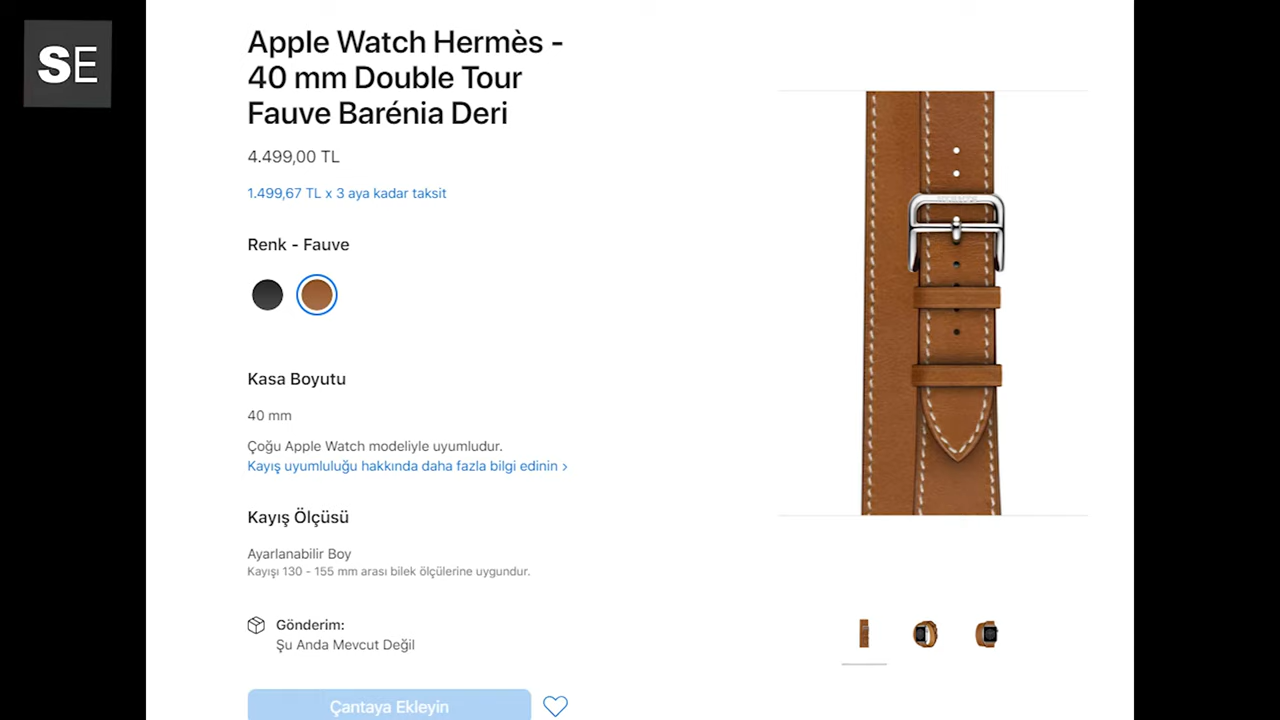 SE
Apple Watch Hermès -
40 mm Double Tour
Fauve Barénia Deri
4.499,00 TL
1.499,67 TL x 3 aya kadar taksit
Renk - Fauve
Kasa Boyutu
40 mm
Çoğu Apple Watch modeliyle uyumludur.
Kayış uyumluluğu hakkında daha fazla bilgi edinin >
Kayış Ölçüsü
Ayarlanabilir Boy
Kayışı 130 - 155 mm arası bilek ölçülerine uygundur.
Gönderim:
Şu Anda Mevcut Değil
Çantaya Ekleyin